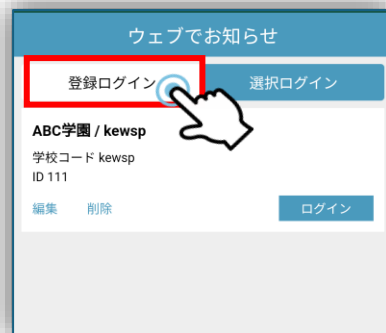 ウェブでお知らせ
登録ログイン
選択ログイン
ABC学園 / kewsp
学校コード kewsp
ID 111
編集 削除 ログイン